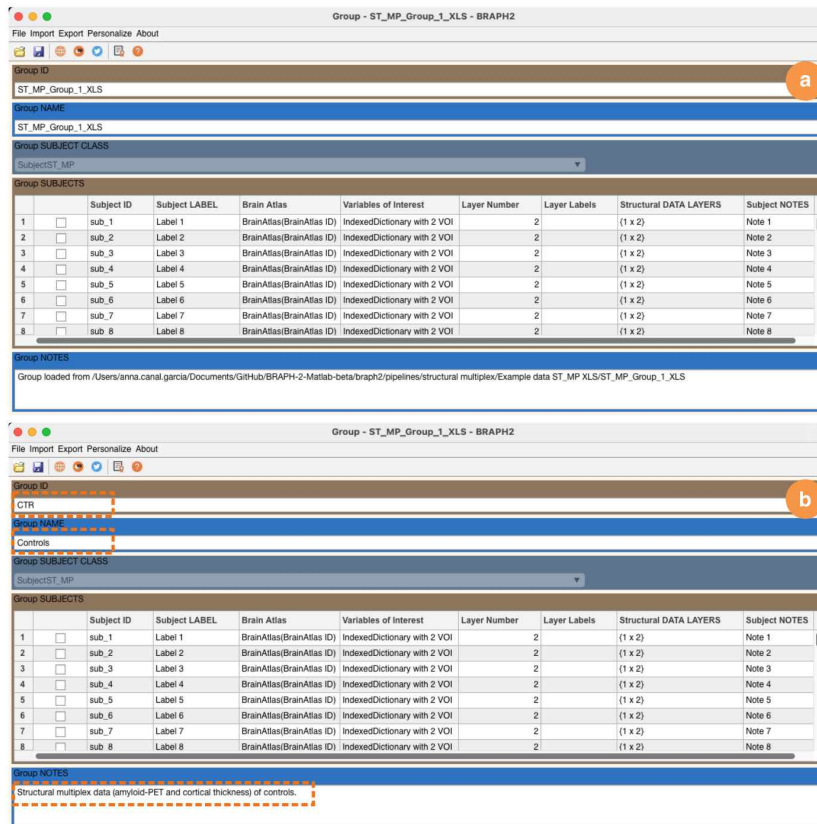 Group - ST_MP_Group_1_XLS - BRAPH2
File Import Export Personalize About
Group ID
a
ST_MP_Group_1_XLS
Group NAME
ST_MP_Group_1_XLS
Group SUBJECT CLASS
SubjectST_MP
Group SUBJECTS
Subject ID Subject LABEL Brain Atlas Variables of Interest Layer Number Layer Labels Structural DATA LAYERS Subject NOTES
1 sub_1 Label 1 BrainAtlas(BrainAtlas ID) IndexedDictionary with 2 VOI 2 {1 x 2} Note 1
2 sub_2 Label 2 BrainAtlas(BrainAtlas ID) IndexedDictionary with 2 VOI 2 {1 x 2} Note 2
3 sub_3 Label 3 BrainAtlas(BrainAtlas ID) IndexedDictionary with 2 VOI 2 {1 x 2} Note 3
4 sub_4 Label 4 BrainAtlas(BrainAtlas ID) IndexedDictionary with 2 VOI 2 {1 x 2} Note 4
5 sub_5 Label 5 BrainAtlas(BrainAtlas ID) IndexedDictionary with 2 VOI 2 {1 x 2} Note 5
6 sub_6 Label 6 BrainAtlas(BrainAtlas ID) IndexedDictionary with 2 VOI 2 {1 x 2} Note 6
7 sub_7 Label 7 BrainAtlas(BrainAtlas ID) IndexedDictionary with 2 VOI 2 {1 x 2} Note 7
8 sub_8 Label 8 BrainAtlas(BrainAtlas ID) IndexedDictionary with 2 VOI 2 {1 x 2} Note 8
Group NOTES
Group loaded from /Users/anna.canal.garcia/Documents/GitHub/BRAPH-2-Matlab-beta/braph2/pipelines/structural multiplex/Example data ST_MP XLS/ST_MP_Group_1_XLS
Group - ST_MP_Group_1_XLS - BRAPH2
File Import Export Personalize About
Group ID
b
CTR
Group NAME
Controls
Group SUBJECT CLASS
SubjectST_MP
Group SUBJECTS
Subject ID Subject LABEL Brain Atlas Variables of Interest Layer Number Layer Labels Structural DATA LAYERS Subject NOTES
1 sub_1 Label 1 BrainAtlas(BrainAtlas ID) IndexedDictionary with 2 VOI 2 {1 x 2} Note 1
2 sub_2 Label 2 BrainAtlas(BrainAtlas ID) IndexedDictionary with 2 VOI 2 {1 x 2} Note 2
3 sub_3 Label 3 BrainAtlas(BrainAtlas ID) IndexedDictionary with 2 VOI 2 {1 x 2} Note 3
4 sub_4 Label 4 BrainAtlas(BrainAtlas ID) IndexedDictionary with 2 VOI 2 {1 x 2} Note 4
5 sub_5 Label 5 BrainAtlas(BrainAtlas ID) IndexedDictionary with 2 VOI 2 {1 x 2} Note 5
6 sub_6 Label 6 BrainAtlas(BrainAtlas ID) IndexedDictionary with 2 VOI 2 {1 x 2} Note 6
7 sub_7 Label 7 BrainAtlas(BrainAtlas ID) IndexedDictionary with 2 VOI 2 {1 x 2} Note 7
8 sub_8 Label 8 BrainAtlas(BrainAtlas ID) IndexedDictionary with 2 VOI 2 {1 x 2} Note 8
Group NOTES
Structural multiplex data (amyloid-PET and cortical thickness) of controls.